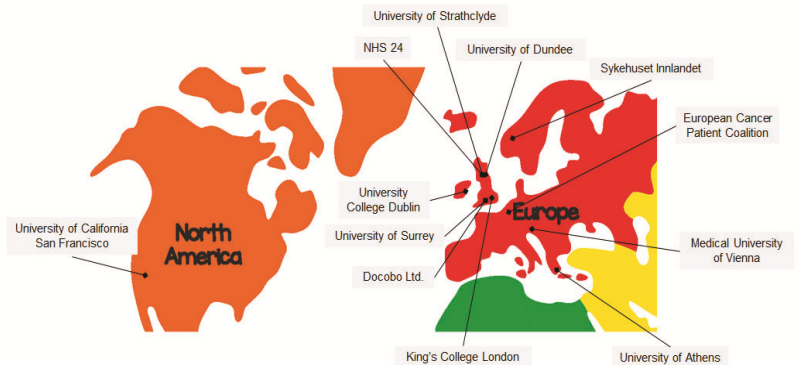 University of Strathclyde
NHS 24
University of Dundee
Sykehuset Innlandet
European Cancer
Patient Coalition
University
College Dublin
Europe
University of California
San Francisco
North
America
University of Surrey
Medical University
of Vienna
Docobo Ltd.
King's College London
University of Athens